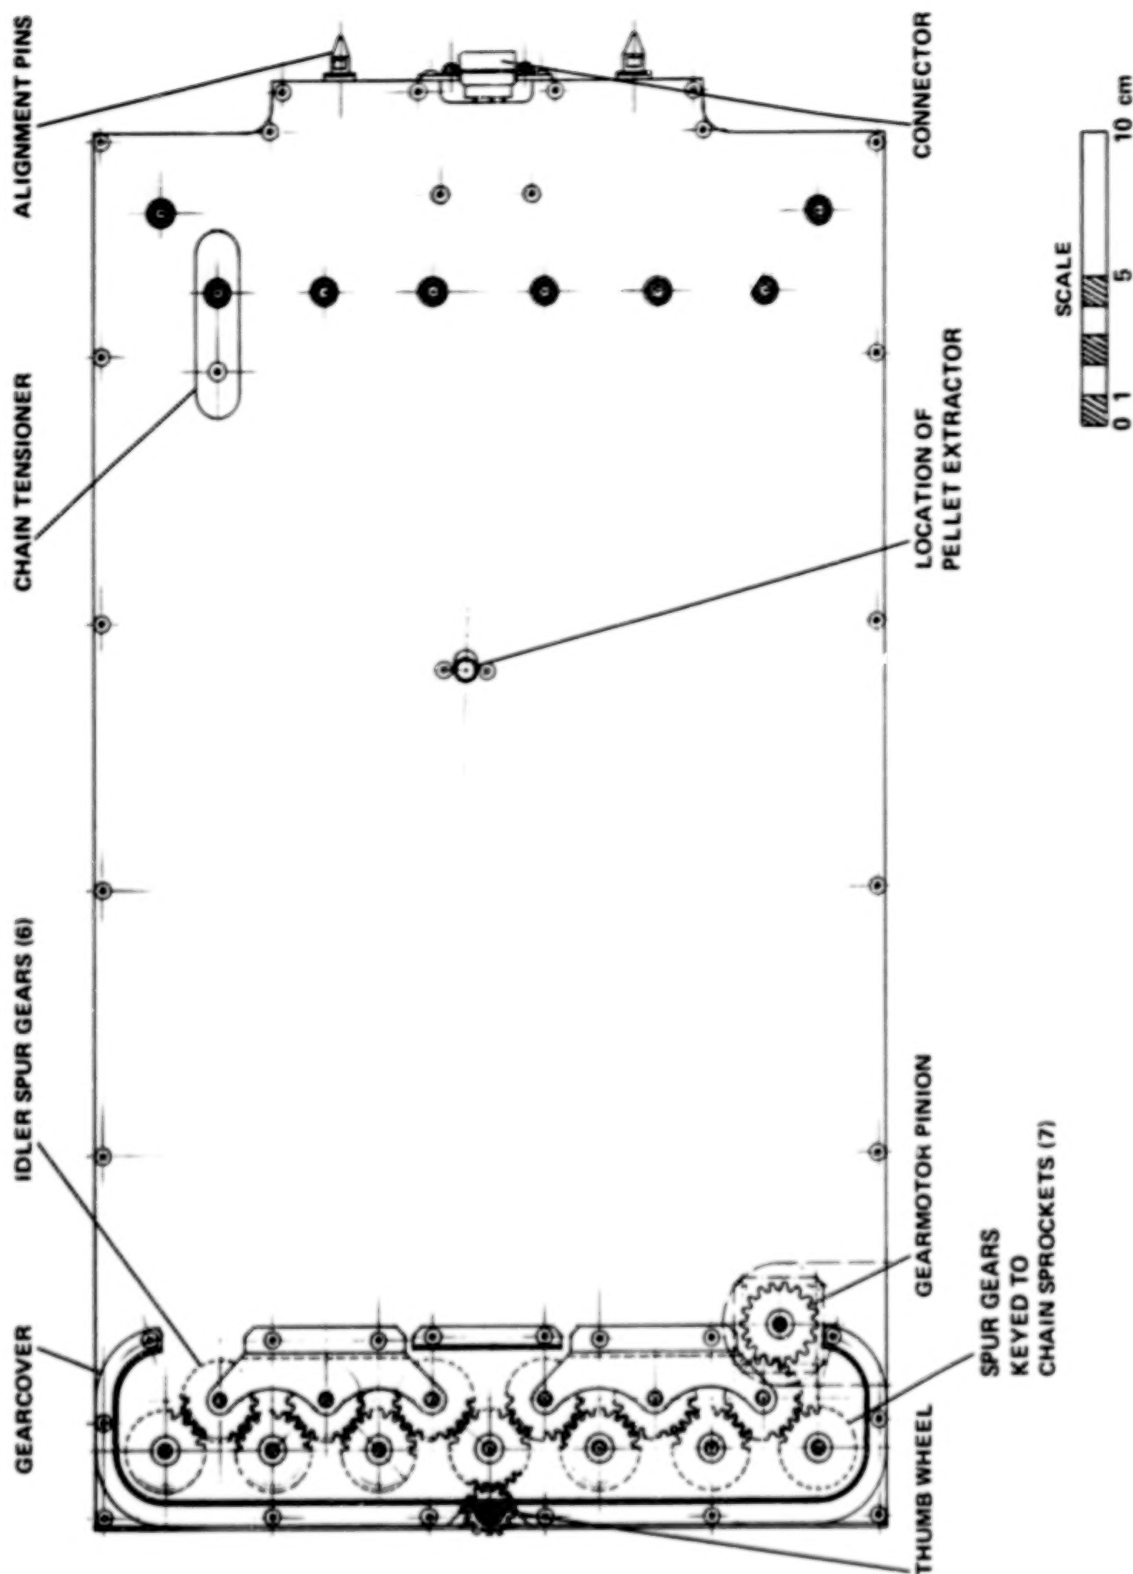 GEARCOVER
IDLER SPUR GEARS (6)
CHAIN TENSIONER
ALIGNMENT PINS
THUMB WHEEL
GEARMOTOR PINION
LOCATION OF
PELLET EXTRACTOR
CONNECTOR
SPUR GEARS
KEYED TO
CHAIN SPROCKETS (7)
SCALE
0 1 5 10 cm